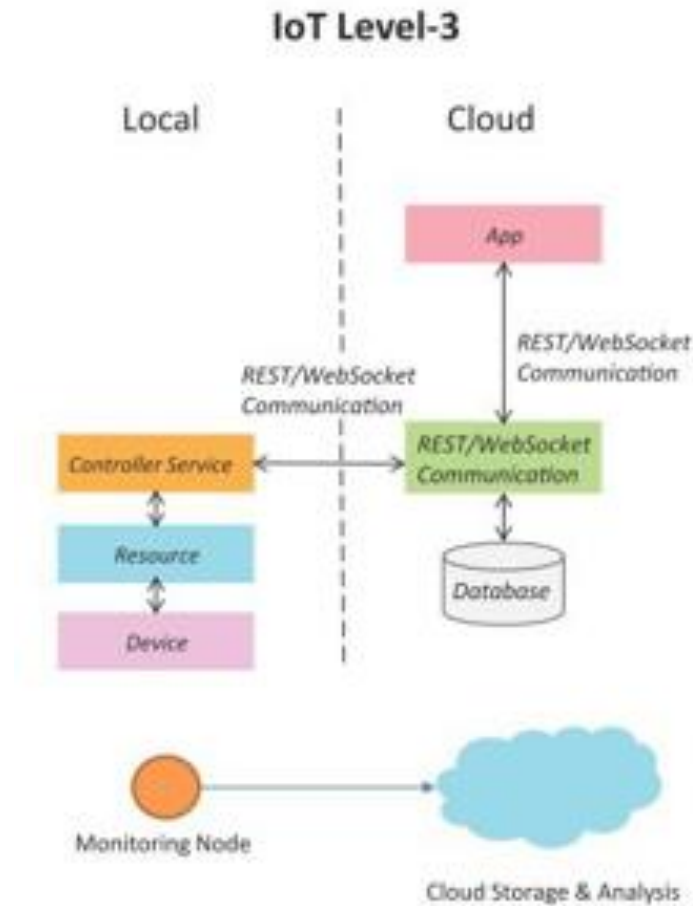 IoT Level-3
Local
Cloud
App
REST/WebSocket
Communication
REST/WebSocket
Communication
Controller Service
REST/WebSocket
Communication
Resource
Database
Device
Monitoring Node
Cloud Storage & Analysis